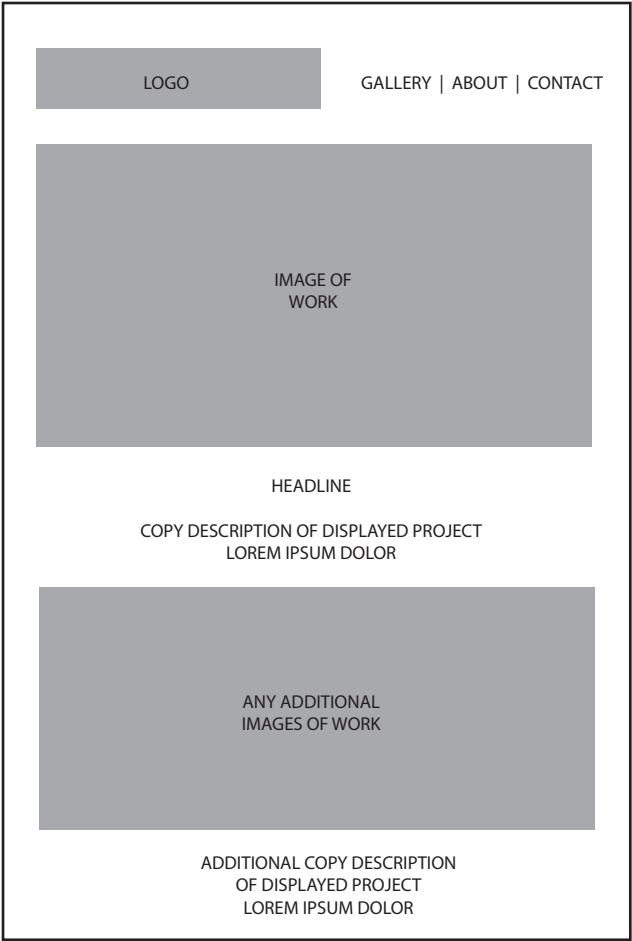 LOGO
GALLERY | ABOUT | CONTACT
IMAGE OF
WORK
HEADLINE
COPY DESCRIPTION OF DISPLAYED PROJECT
LOREM IPSUM DOLOR
ANY ADDITIONAL
IMAGES OF WORK
ADDITIONAL COPY DESCRIPTION
OF DISPLAYED PROJECT
LOREM IPSUM DOLOR